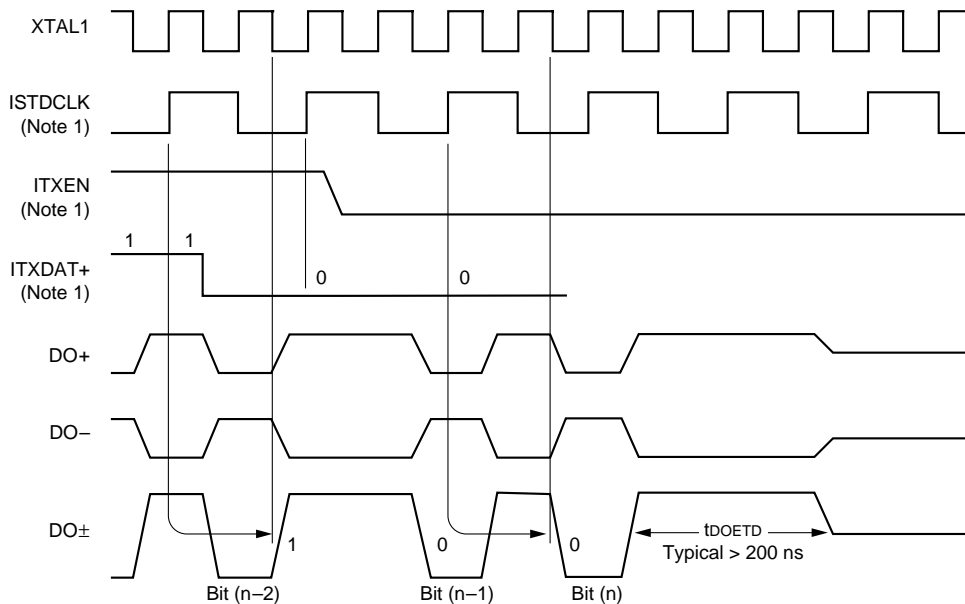 XTAL1
ISTDCLK
(Note 1)
ITXEN
(Note 1)
1 1
ITXDAT+
(Note 1)
0 0
DO+
DO−
DO±
1 0 0
tDOETD
Typical > 200 ns
Bit (n−2) Bit (n−1) Bit (n)